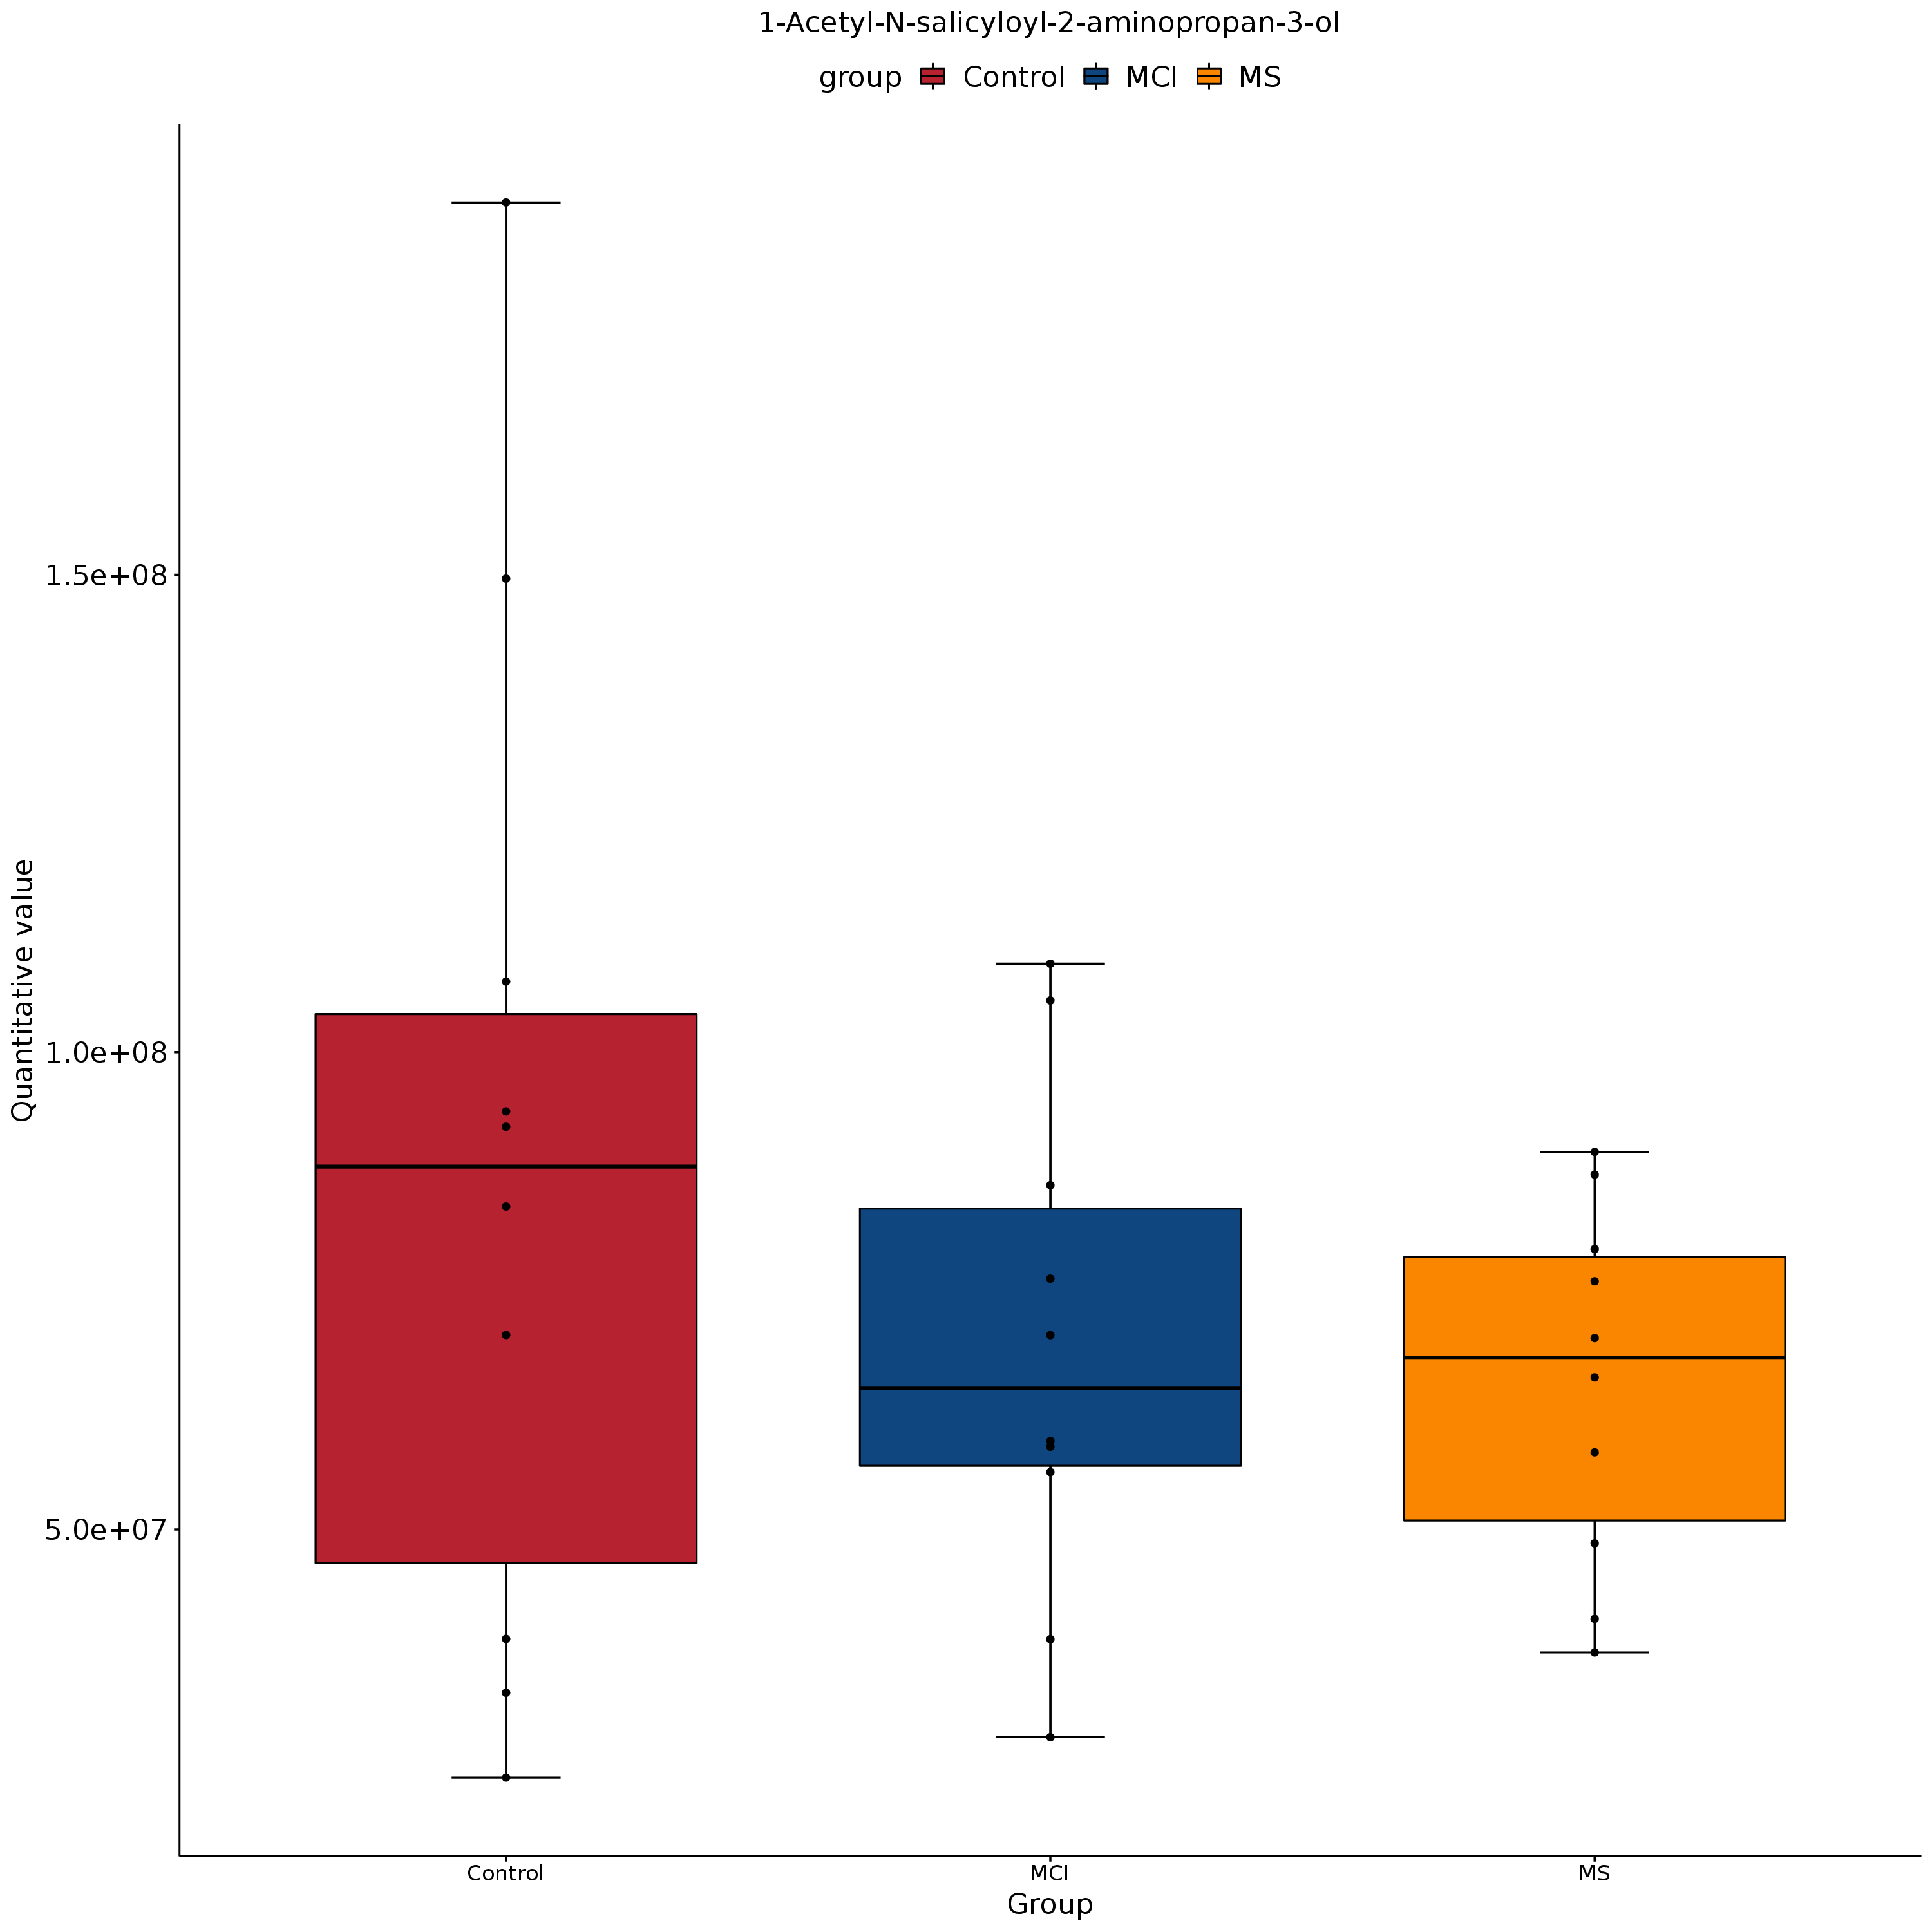 1-Acetyl-N-salicyloyl-2-aminopropan-3-ol
group Control MCI MS
Quantitative value
1.5e+08
1.0e+08
5.0e+07
Control MCI MS
Group